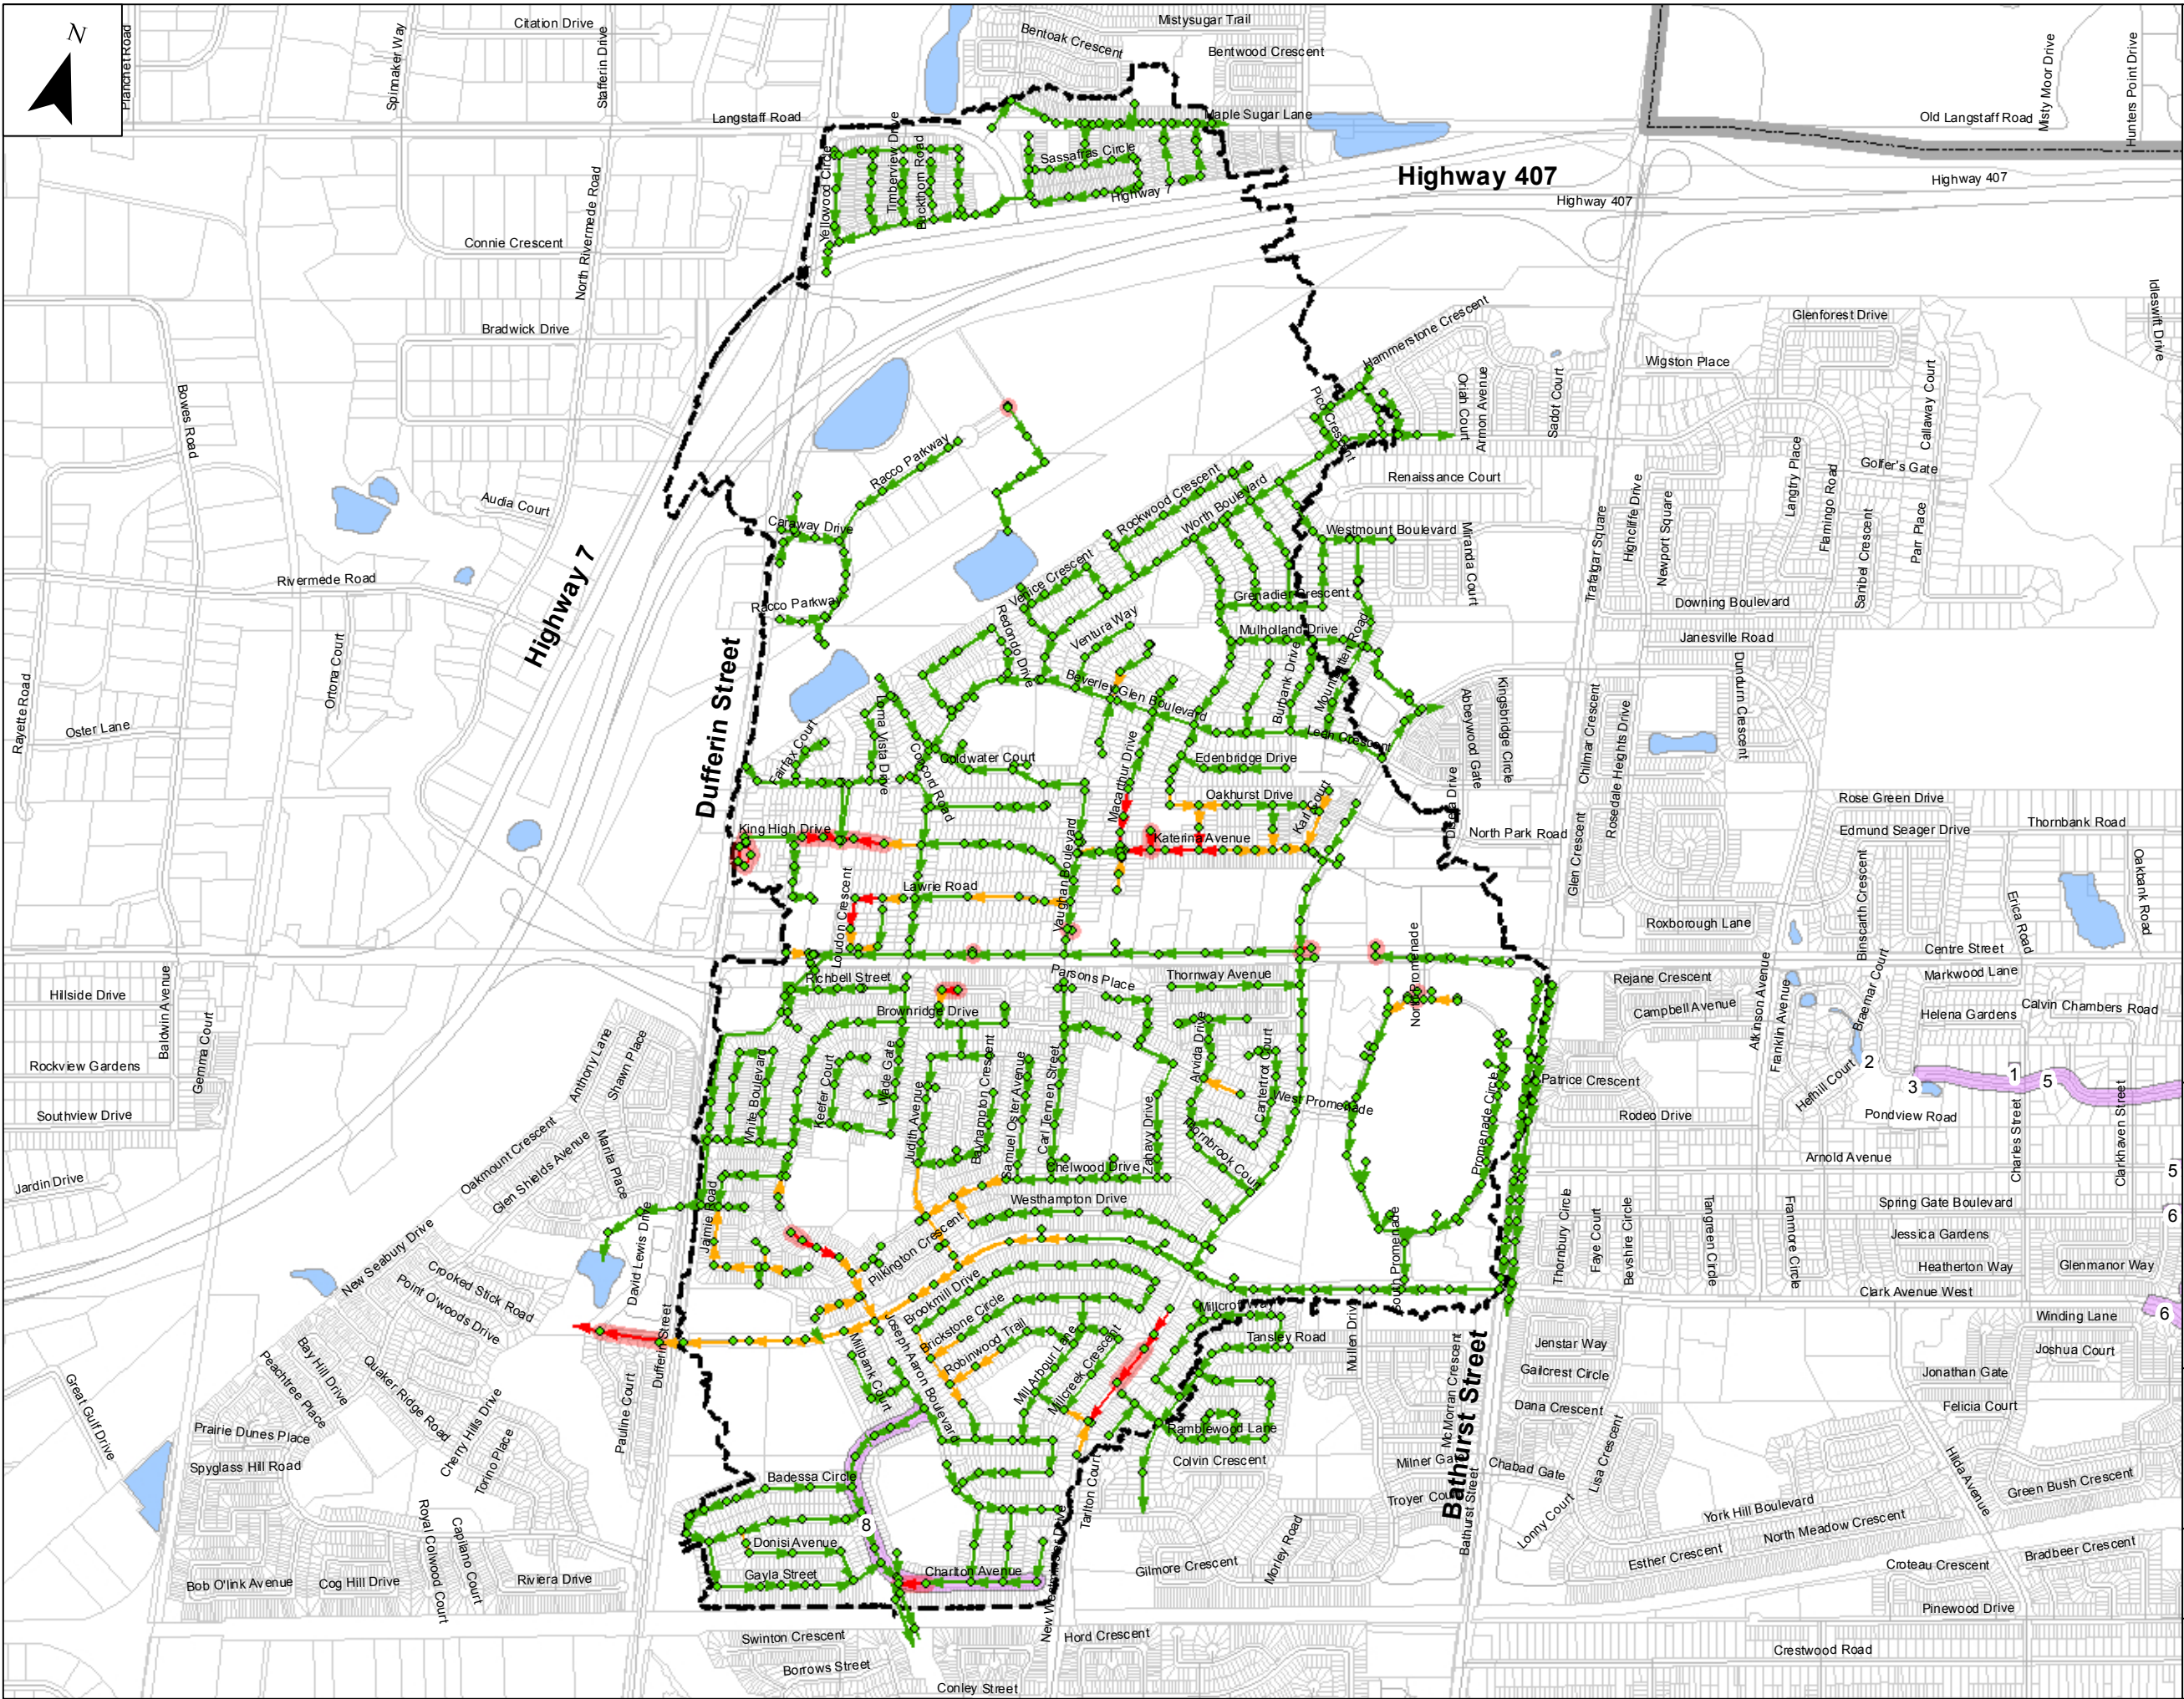 N
Planchet Road
Spinnaker Way
Citation Drive
Stafferin Drive
Mistysugar Trail
Bentoak Crescent
Bentwood Crescent
Misty Moor Drive
Hunters Point Drive
Langstaff Road
Maple Sugar Lane
Old Langstaff Road
Yellowood Circle
Timberview Drive
Backthorn Road
Sassafras Circle
Highway 7
Highway 407
Highway 407
Highway 407
North Rivermede Road
Connie Crescent
Bradwick Drive
Hammerstone Crescent
Glenforest Drive
Idleswift Drive
Wigston Place
Bowes Road
Pico Crescent
Oriah Court
Armon Avenue
Sadot Court
Callaway Court
Langtry Place
Flamingo Road
Golfer's Gate
Racco Parkway
Rockwood Crescent
Worth Boulevard
Renaissance Court
Highcliffe Drive
Newport Square
Sanibel Crescent
Parr Place
Audia Court
Caraway Drive
Westmount Boulevard
Miranda Court
Trafalgar Square
Rivermede Road
Highway 7
Venice Crescent
Grenadier Crescent
Downing Boulevard
Racco Parkway
Redondo Drive
Ventura Way
Mulholland Drive
Janesville Road
Ortona Court
Dufferin Street
Beverley Glen Boulevard
Burbank Drive
Abbeywood Gate
Kingsbridge Circle
Chilmar Crescent
Rosedale Heights Drive
Dundurn Crescent
Rayette Road
Oster Lane
Fairfax Court
Loma Vista Drive
Concord Road
Coldwater Court
Macarthur Drive
Lech Crescent
Edenbridge Drive
Oakhurst Drive
Karl Court
Disera Drive
Rose Green Drive
Thornbank Road
King High Drive
Katerina Avenue
North Park Road
Edmund Seager Drive
Glen Crescent
Oakbank Road
Loudon Crescent
Lawrie Road
Vaughan Boulevard
Roxborough Lane
Binscarth Crescent
Erica Road
North Promenade
Centre Street
Richbell Street
Parsons Place
Thornway Avenue
Rejane Crescent
Markwood Lane
Hillside Drive
Baldwin Avenue
Gemma Court
Brownridge Drive
Campbell Avenue
Atkinson Avenue
Franklin Avenue
Braemar Court
Calvin Chambers Road
Helena Gardens
Anthony Lane
Shawn Place
Rockview Gardens
White Boulevard
Keefer Court
Wade Gate
Judith Avenue
Bayhampton Crescent
Samuel Oster Avenue
Carl Tennen Street
Arvida Drive
Cantertrot Court
West Promenade
Promenade Circle
Patrice Crescent
Hefhill Court
2
3
1
5
Southview Drive
Rodeo Drive
Pondview Road
Charles Street
Clarkhaven Street
Oakmount Crescent
Glen Shields Avenue
Marita Place
Zahavy Drive
Thornbrook Court
Chelwood Drive
Arnold Avenue
5
Jardin Drive
Westhampton Drive
Spring Gate Boulevard
6
New Seabury Drive
David Lewis Drive
Jaimie Road
Pilkington Crescent
South Promenade
Thornbury Circle
Faye Court
Bevshire Circle
Tangreen Circle
Franmore Circle
Jessica Gardens
Heatherton Way
Glenmanor Way
Crooked Stick Road
Point O'woods Drive
Brookmill Drive
Brickstone Circle
Clark Avenue West
Winding Lane
6
Dufferin Street
Joseph Aaron Boulevard
Robinwood Trail
Millcroft Way
Tansley Road
Mullen Drive
Jenstar Way
Joshua Court
Bay Hill Drive
Peachtree Place
Quaker Ridge Road
Millbank Court
Mill Arbour Lane
Millcreek Crescent
Bathurst Street
McMorran Crescent
Gailcrest Circle
Jonathan Gate
Great Gulf Drive
Cherry Hills Drive
Pauline Court
Dana Crescent
Felicia Court
Prairie Dunes Place
Torino Place
Ramblewood Lane
Spyglass Hill Road
Badessa Circle
Colvin Crescent
Chabad Gate
Lisa Crescent
Hilda Avenue
Green Bush Crescent
Tarlton Court
Royal Colwood Court
Capilano Court
8
Lonny Court
York Hill Boulevard
North Meadow Crescent
Donisi Avenue
Morley Road
Bathurst Street
Esther Crescent
Bradbeer Crescent
Croteau Crescent
Bob O'link Avenue
Cog Hill Drive
Riviera Drive
Gayla Street
Charlton Avenue
Gilmore Crescent
Pinewood Drive
Swinton Crescent
Hord Crescent
Crestwood Road
Borrows Street
Conley Street